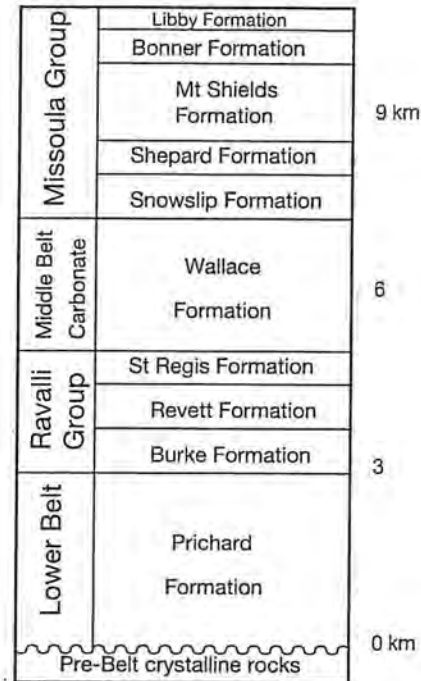 Missoula Group
Libby Formation
Bonner Formation
Mt Shields
Formation
9 km
Shepard Formation
Snowslip Formation
Middle Belt
Carbonate
Wallace
Formation
6
Ravalli
Group
St Regis Formation
Revett Formation
Burke Formation
3
Lower Belt
Prichard
Formation
0 km
Pre-Belt crystalline rocks